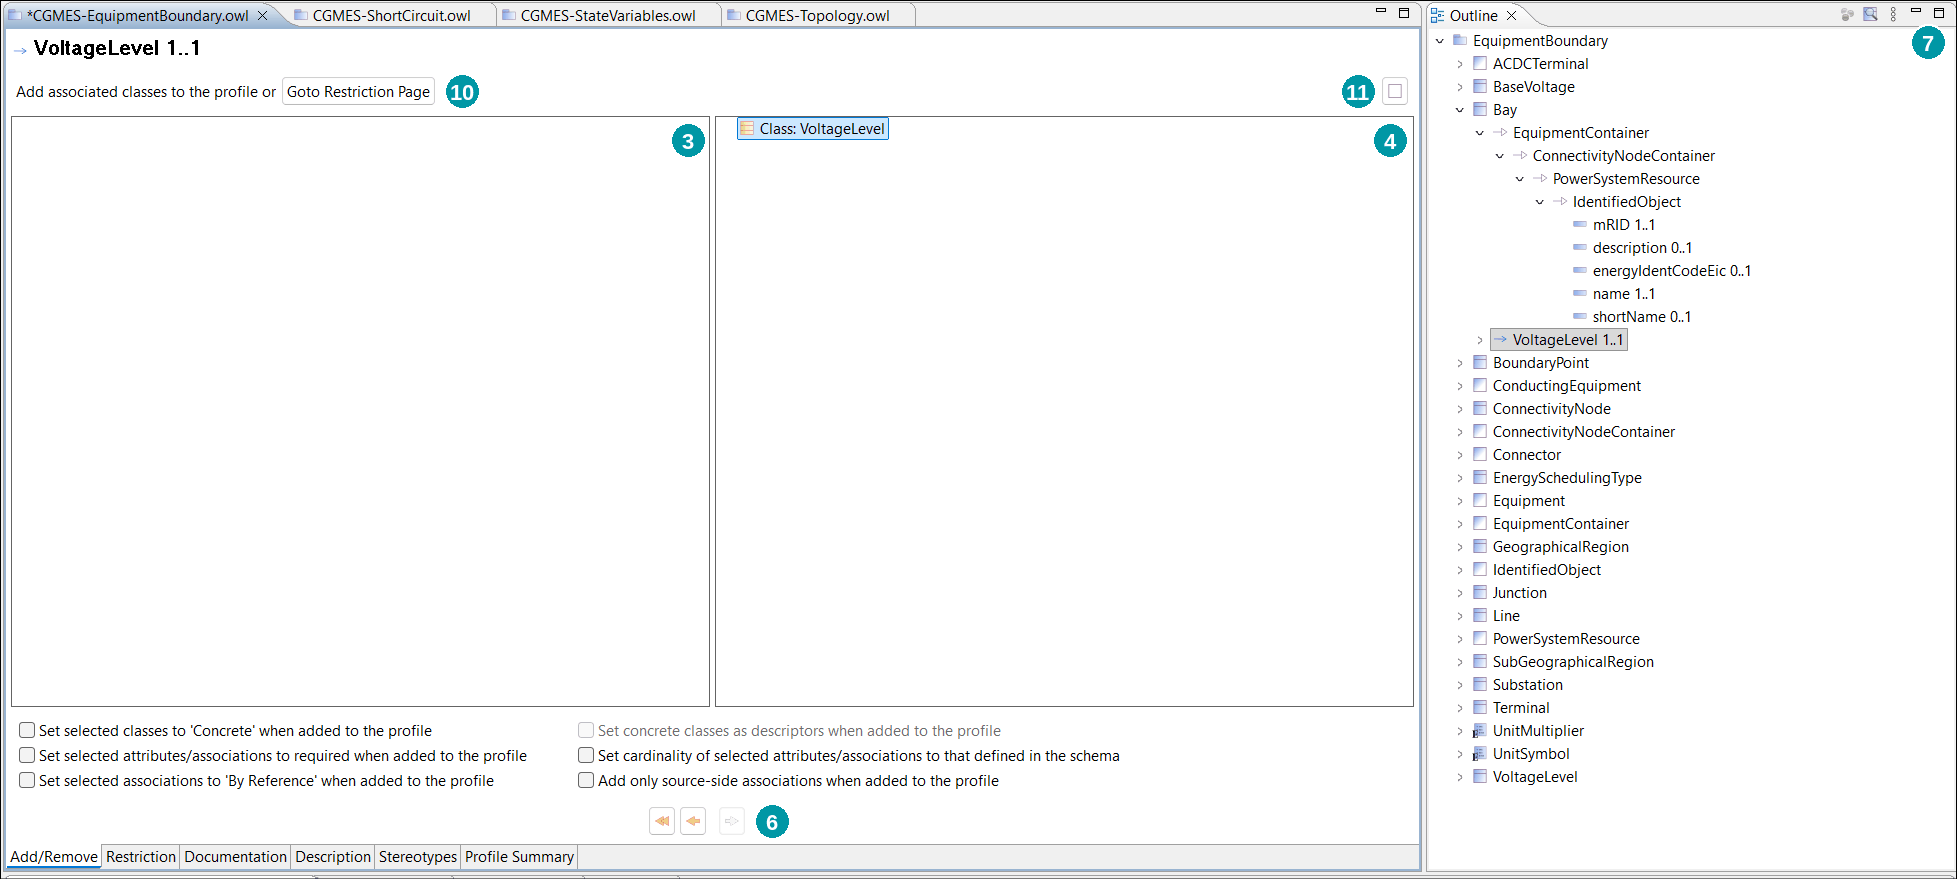 *CGMES-EquipmentBoundary.owl
CGMES-ShortCircuit.owl
CGMES-StateVariables.owl
CGMES-Topology.owl
VoltageLevel 1..1
Add associated classes to the profile or
Goto Restriction Page
10
11
3
Class: VoltageLevel
4
Set selected classes to 'Concrete' when added to the profile
Set concrete classes as descriptors when added to the profile
Set selected attributes/associations to required when added to the profile
Set cardinality of selected attributes/associations to that defined in the schema
Set selected associations to 'By Reference' when added to the profile
Add only source-side associations when added to the profile
6
Add/Remove
Restriction
Documentation
Description
Stereotypes
Profile Summary
Outline
7
EquipmentBoundary
ACDCTerminal
BaseVoltage
Bay
EquipmentContainer
ConnectivityNodeContainer
PowerSystemResource
IdentifiedObject
mRID 1..1
description 0..1
energyIdentCodeEic 0..1
name 1..1
shortName 0..1
VoltageLevel 1..1
BoundaryPoint
ConductingEquipment
ConnectivityNode
ConnectivityNodeContainer
Connector
EnergySchedulingType
Equipment
EquipmentContainer
GeographicalRegion
IdentifiedObject
Junction
Line
PowerSystemResource
SubGeographicalRegion
Substation
Terminal
UnitMultiplier
UnitSymbol
VoltageLevel